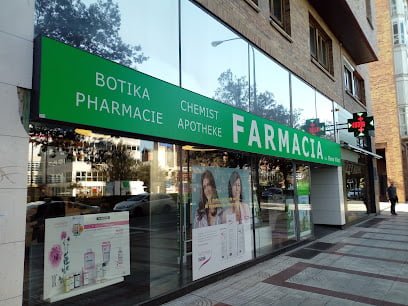 BOTIKA
PHARMACIE
CHEMIST
APOTHEKE
FARMACIA